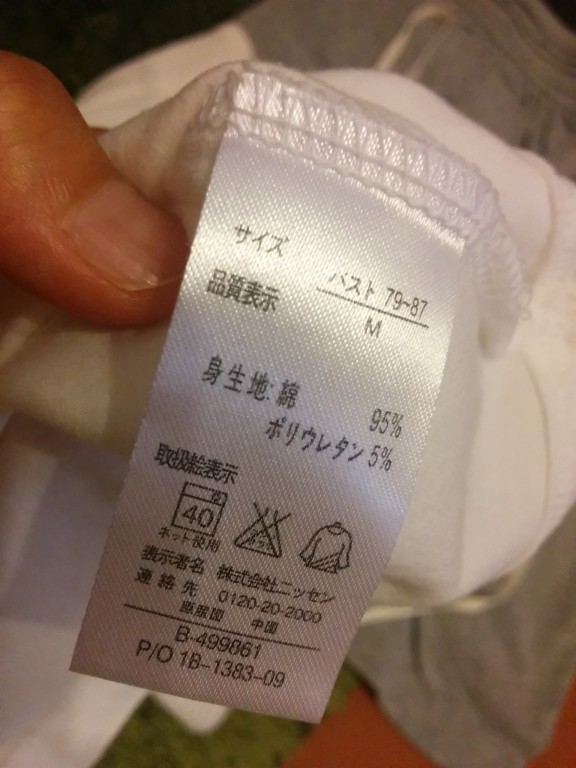 サイズ
バスト 79~87
品質表示
M
身生地:綿 95%
ポリウレタン 5%
取扱絵表示
40
ネット使用
表示者名 株式会社ニッセン
連絡先 0120-20-2000
原産国 中国
B-499861
P/O 1B-1383-09